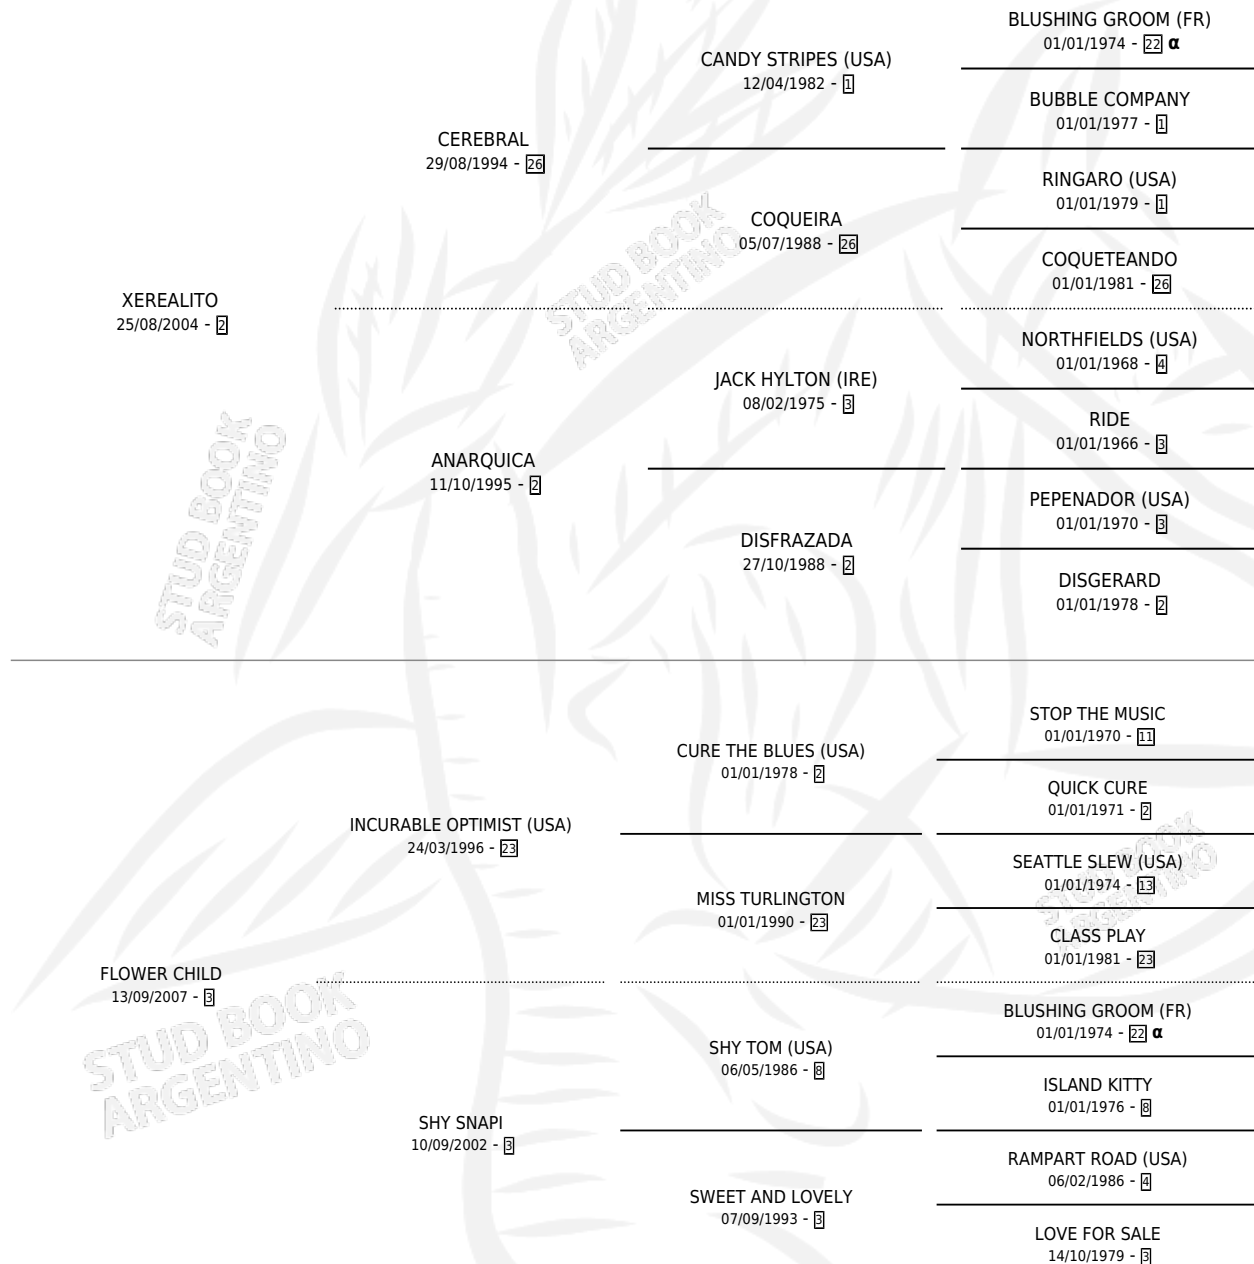 BLUSHING GROOM (FR)
01/01/1974 - 22 α
CANDY STRIPES (USA)
12/04/1982 - 1
BUBBLE COMPANY
01/01/1977 - 1
CEREBRAL
29/08/1994 - 26
RINGARO (USA)
01/01/1979 - 1
COQUEIRA
05/07/1988 - 26
COQUETEANDO
01/01/1981 - 26
XEREALITO
25/08/2004 - 2
NORTHFIELDS (USA)
01/01/1968 - 4
JACK HYLTON (IRE)
08/02/1975 - 3
RIDE
01/01/1966 - 3
ANARQUICA
11/10/1995 - 2
PEPENADOR (USA)
01/01/1970 - 3
DISFRAZADA
27/10/1988 - 2
DISGERARD
01/01/1978 - 2
STOP THE MUSIC
01/01/1970 - 11
CURE THE BLUES (USA)
01/01/1978 - 2
QUICK CURE
01/01/1971 - 2
INCURABLE OPTIMIST (USA)
24/03/1996 - 23
SEATTLE SLEW (USA)
01/01/1974 - 13
MISS TURLINGTON
01/01/1990 - 23
CLASS PLAY
01/01/1981 - 23
FLOWER CHILD
13/09/2007 - 3
BLUSHING GROOM (FR)
01/01/1974 - 22 α
SHY TOM (USA)
06/05/1986 - 8
ISLAND KITTY
01/01/1976 - 8
SHY SNAPI
10/09/2002 - 3
RAMPART ROAD (USA)
06/02/1986 - 4
SWEET AND LOVELY
07/09/1993 - 3
LOVE FOR SALE
14/10/1979 - 3
STUD BOOK
ARGENTINO
STUD BOOK
ARGENTINO
STUD BOOK
ARGENTINO
STUD BOOK
ARGENTINO